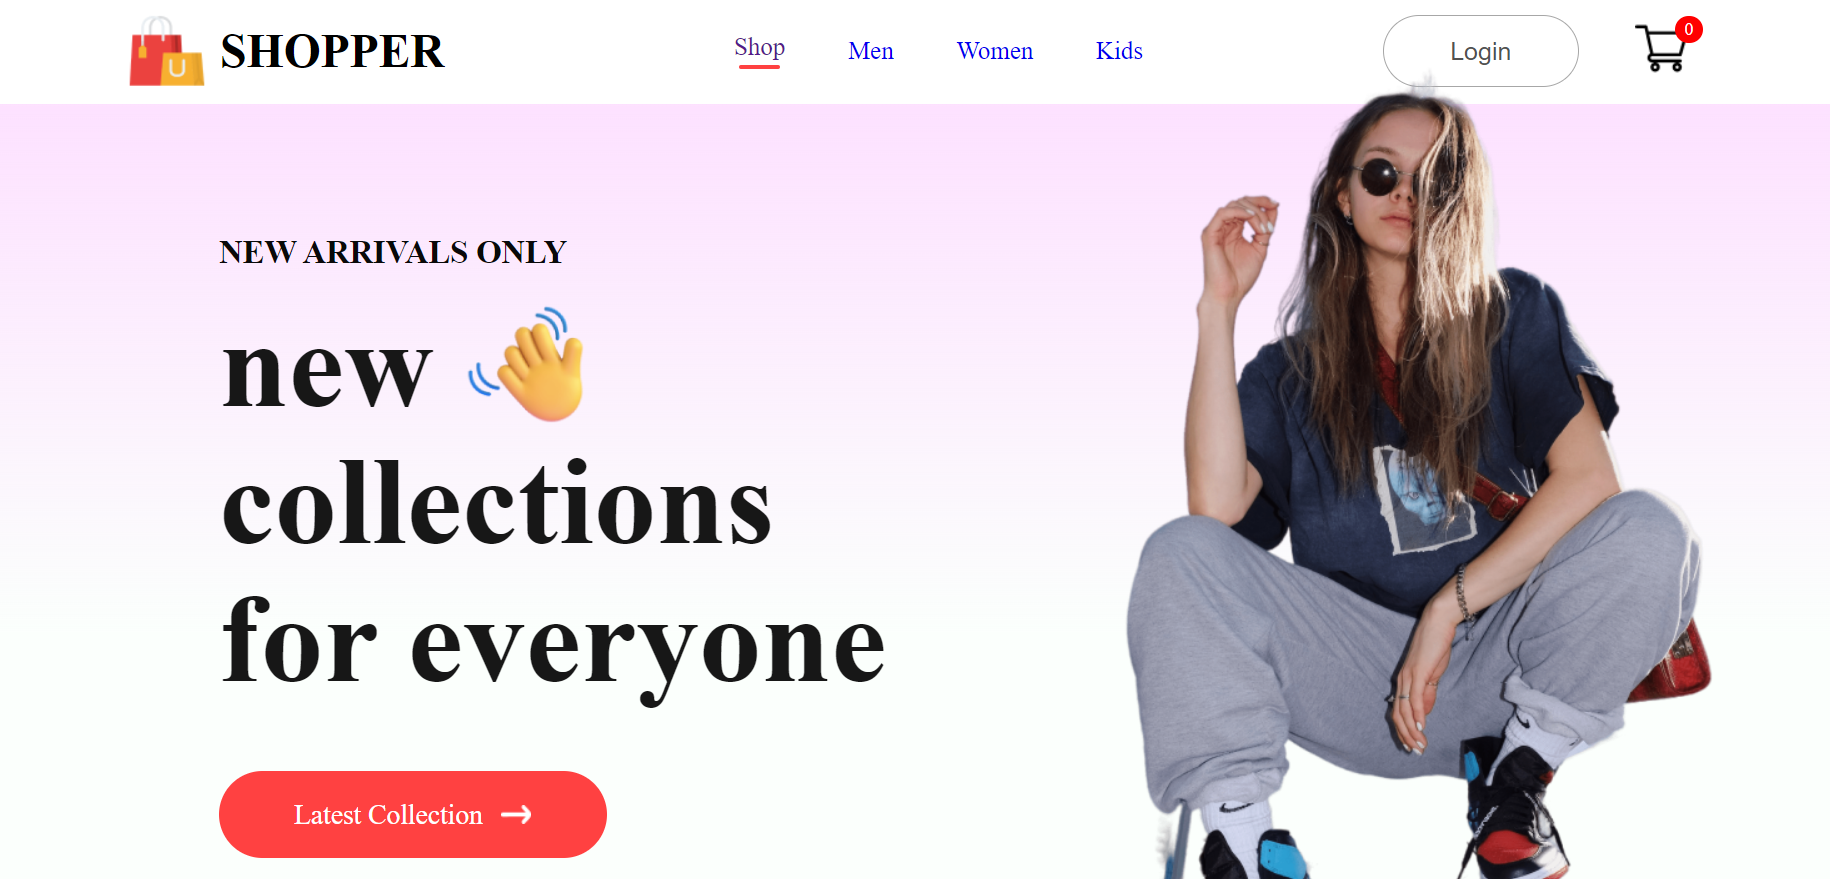 SHOPPER
Shop Men Women Kids
Login
0
NEW ARRIVALS ONLY
new
collections
for everyone
Latest Collection